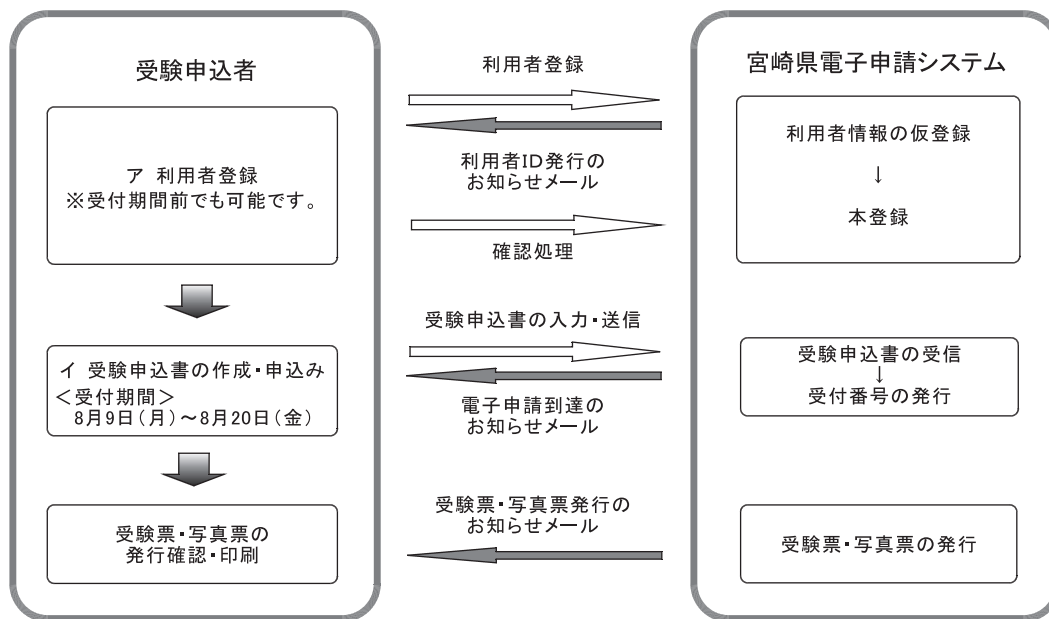 受験申込者
ア 利用者登録
※受付期間前でも可能です。
イ 受験申込書の作成・申込み
＜受付期間＞
8月9日(月)～8月20日(金)
受験票・写真票の
発行確認・印刷
利用者登録
利用者ID発行の
お知らせメール
確認処理
受験申込書の入力・送信
電子申請到達の
お知らせメール
受験票・写真票発行の
お知らせメール
宮崎県電子申請システム
利用者情報の仮登録
↓
本登録
受験申込書の受信
↓
受付番号の発行
受験票・写真票の発行